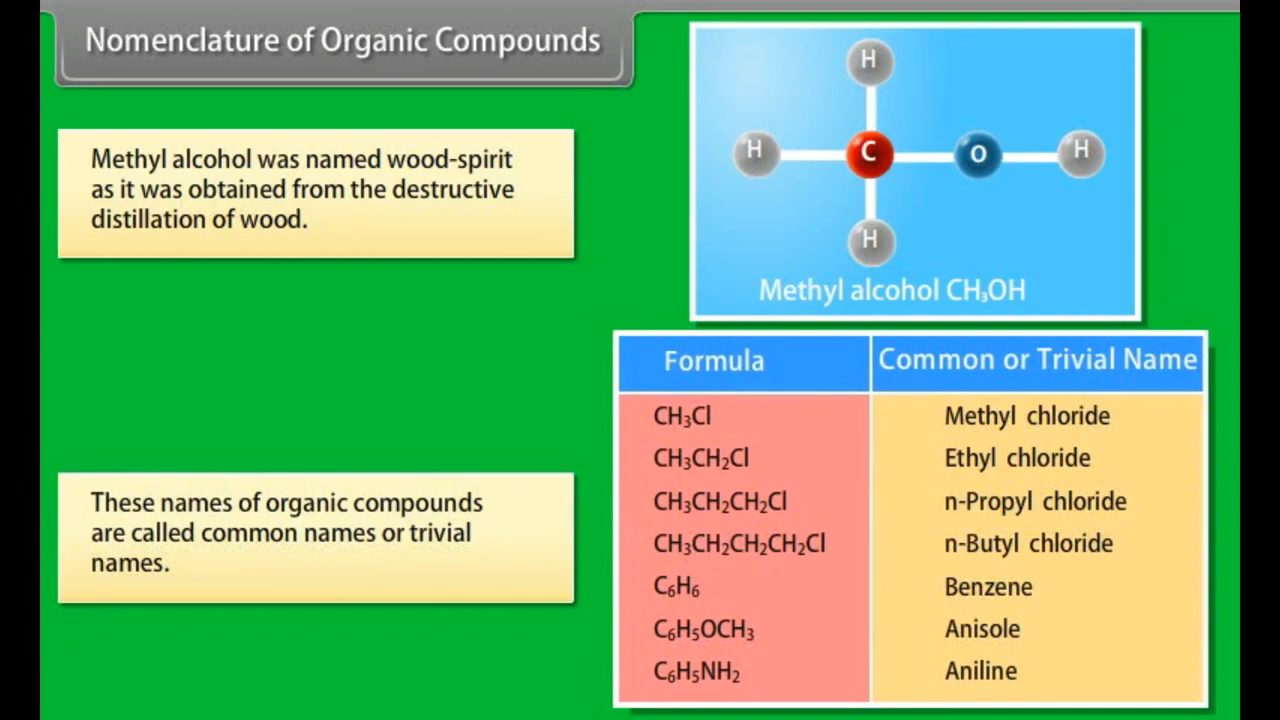 Nomenclature of Organic Compounds
Methyl alcohol was named wood-spirit
as it was obtained from the destructive
distillation of wood.
H
H C O H
H
Methyl alcohol CH₃OH
These names of organic compounds
are called common names or trivial
names.
Formula Common or Trivial Name
CH₃Cl Methyl chloride
CH₃CH₂Cl Ethyl chloride
CH₃CH₂CH₂Cl n-Propyl chloride
CH₃CH₂CH₂CH₂Cl n-Butyl chloride
C₆H₆ Benzene
C₆H₅OCH₃ Anisole
C₆H₅NH₂ Aniline